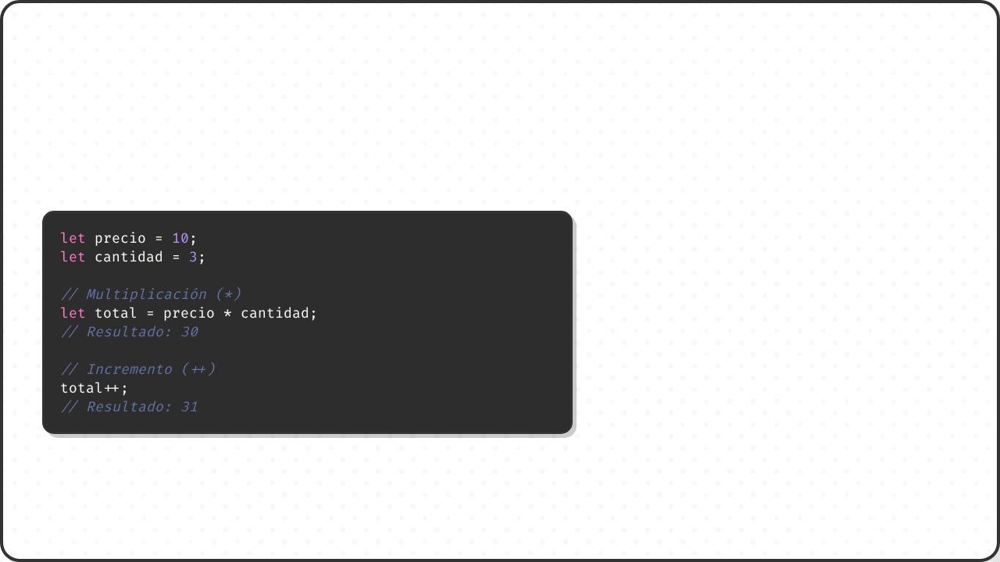 let precio = 10;
let cantidad = 3;
// Multiplicación (*)
let total = precio * cantidad;
// Resultado: 30
// Incremento (++)
total++;
// Resultado: 31